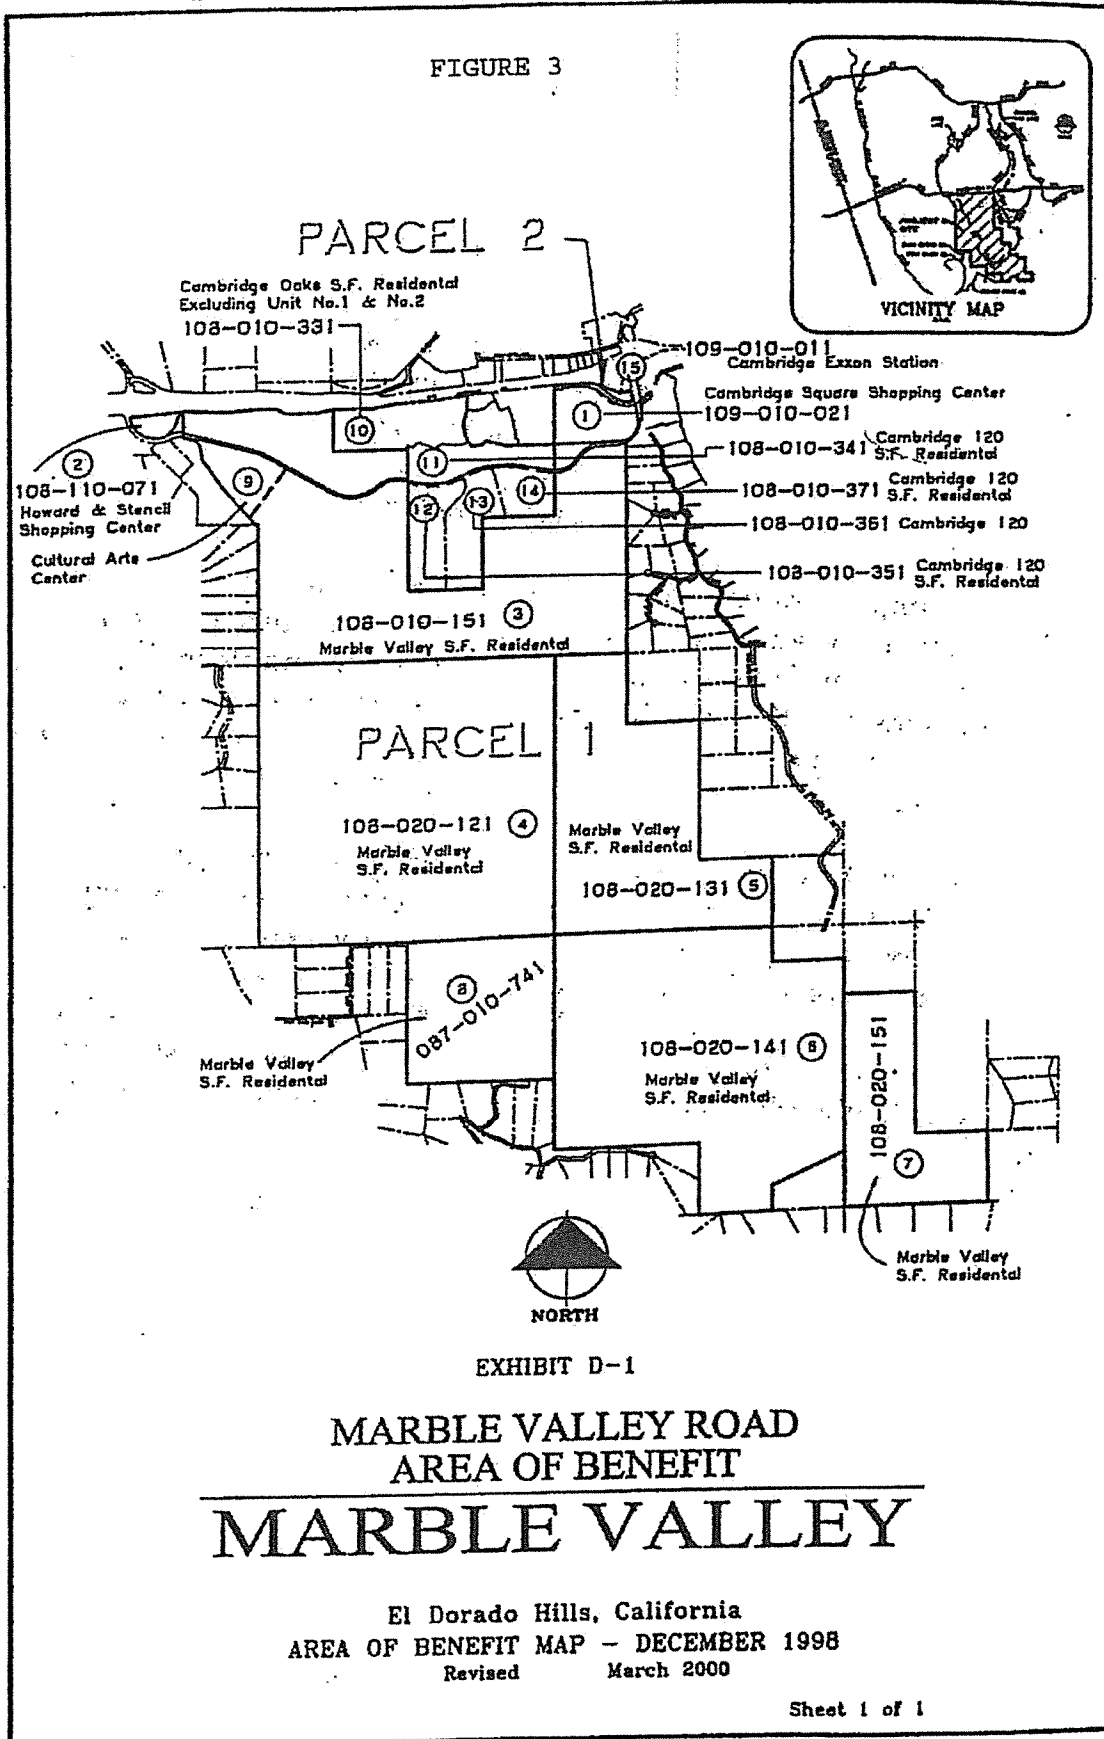 FIGURE 3
VICINITY MAP
PARCEL 2
Cambridge Oaks S.F. Residental
Excluding Unit No.1 & No.2
108-010-331
109-010-011
Cambridge Exxon Station
15
Cambridge Square Shopping Center
109-010-021
1
10
108-010-341
Cambridge 120
S.F. Residental
11
2
108-110-071
Howard & Stencil
Shopping Center
9
Cultural Arts
Center
12
13
14
108-010-371
Cambridge 120
S.F. Residental
108-010-361 Cambridge 120
108-010-351
Cambridge 120
S.F. Residental
108-010-151 3
Marble Valley S.F. Residental
PARCEL 1
108-020-121 4
Marble Valley
S.F. Residental
Marble Valley
S.F. Residental
108-020-131 5
8
087-010-741
Marble Valley
S.F. Residental
108-020-141 6
Marble Valley
S.F. Residental
108-020-151
7
Marble Valley
S.F. Residental
NORTH
EXHIBIT D-1
MARBLE VALLEY ROAD
AREA OF BENEFIT
MARBLE VALLEY
El Dorado Hills, California
AREA OF BENEFIT MAP - DECEMBER 1998
Revised March 2000
Sheet 1 of 1